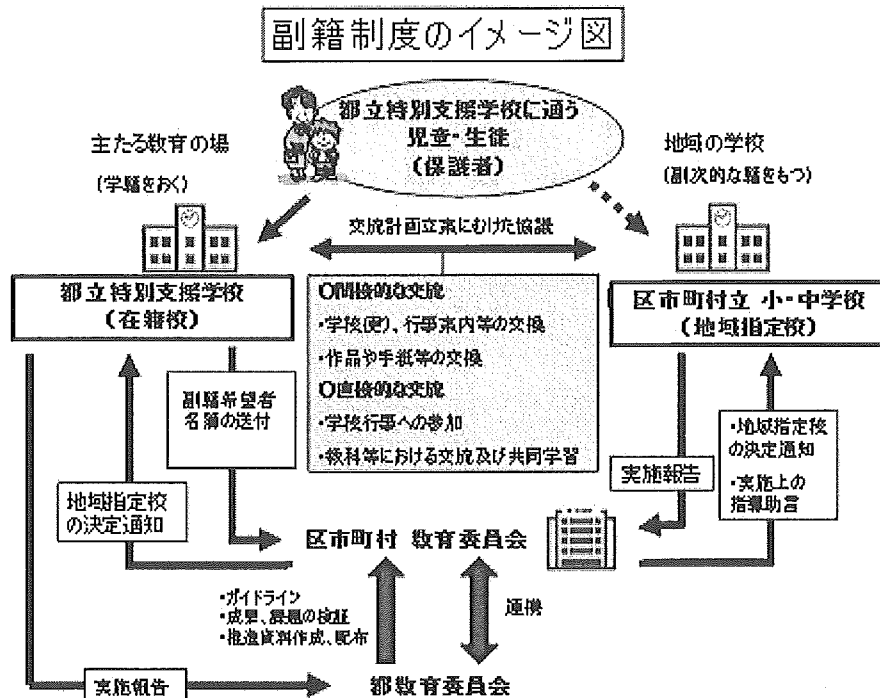 副籍制度のイメージ図
都立特別支援学校に通う
児童・生徒
(保護者)
主たる教育の場
(学籍をおく)
地域の学校
(副次的な籍をもつ)
交流計画立案にむけた協議
都立特別支援学校
(在籍校)
区市町村立 小・中学校
(地域指定校)
〇間接的な交流
・学校(便)、行事案内等の交換
・作品や手紙等の交換
〇直接的な交流
・学校行事への参加
・教科等における交流及び共同学習
副籍希望者
名簿の送付
地域指定校
の決定通知
実施報告
・地域指定校
の決定通知
・実施上の
指導助言
区市町村 教育委員会
・ガイドライン
・成果、課題の検証
・推進資料作成、配布
連携
実施報告
都教育委員会